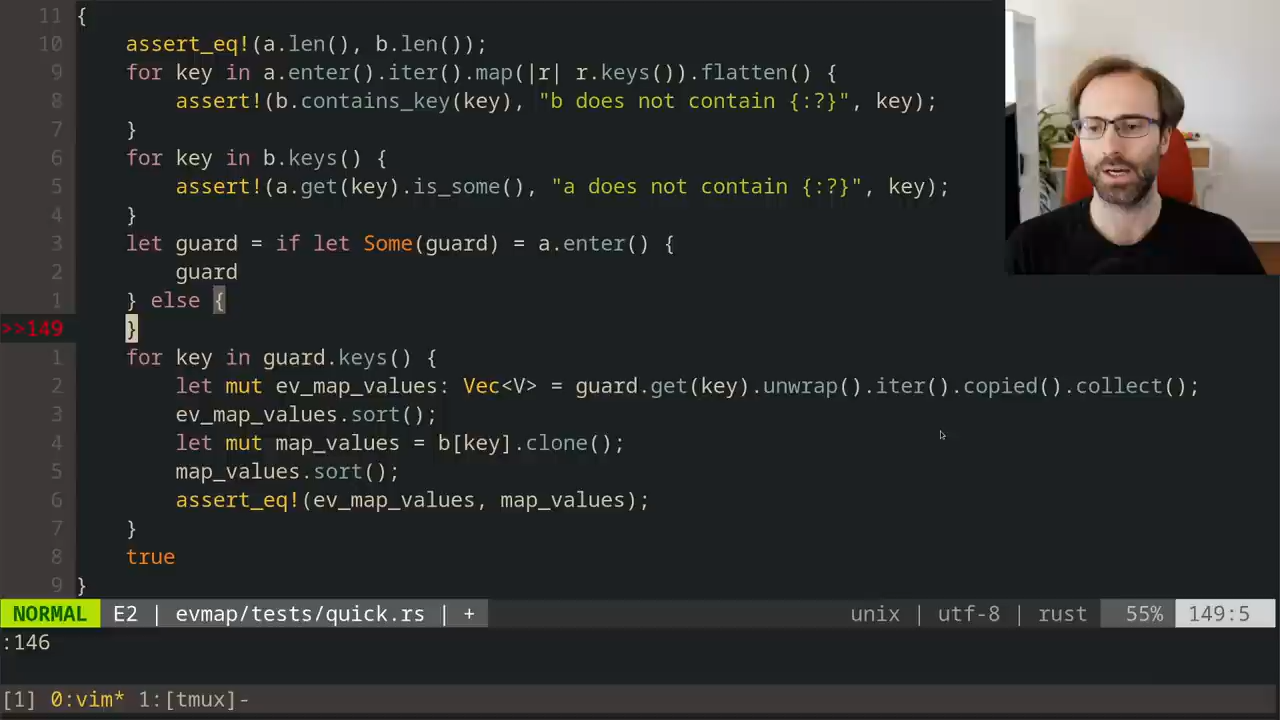 11 {
10     assert_eq!(a.len(), b.len());
9     for key in a.enter().iter().map(|r| r.keys()).flatten() {
8         assert!(b.contains_key(key), "b does not contain {:?}", key);
7     }
6     for key in b.keys() {
5         assert!(a.get(key).is_some(), "a does not contain {:?}", key);
4     }
3     let guard = if let Some(guard) = a.enter() {
2         guard
1     } else {
>>149     }
1     for key in guard.keys() {
2         let mut ev_map_values: Vec<V> = guard.get(key).unwrap().iter().copied().collect();
3         ev_map_values.sort();
4         let mut map_values = b[key].clone();
5         map_values.sort();
6         assert_eq!(ev_map_values, map_values);
7     }
8     true
9 }
NORMAL E2 | evmap/tests/quick.rs | + unix | utf-8 | rust 55% 149:5
:146
[1] 0:vim* 1:[tmux]-